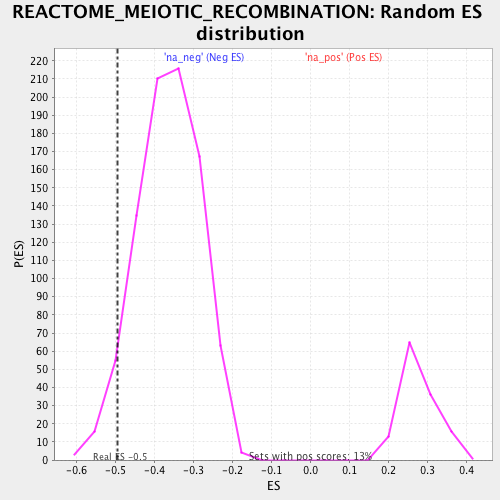 REACTOME_MEIOTIC_RECOMBINATION: Random ES
distribution
'na_neg' (Neg ES) 'na_pos' (Pos ES)
220
210
200
190
180
170
160
150
140
130
120
110
100
90
80
70
60
50
40
30
20
10
0
P(ES)
Real ES -0.5
Sets with pos scores: 13%
-0.6 -0.5 -0.4 -0.3 -0.2 -0.1 0.0 0.1 0.2 0.3 0.4
ES